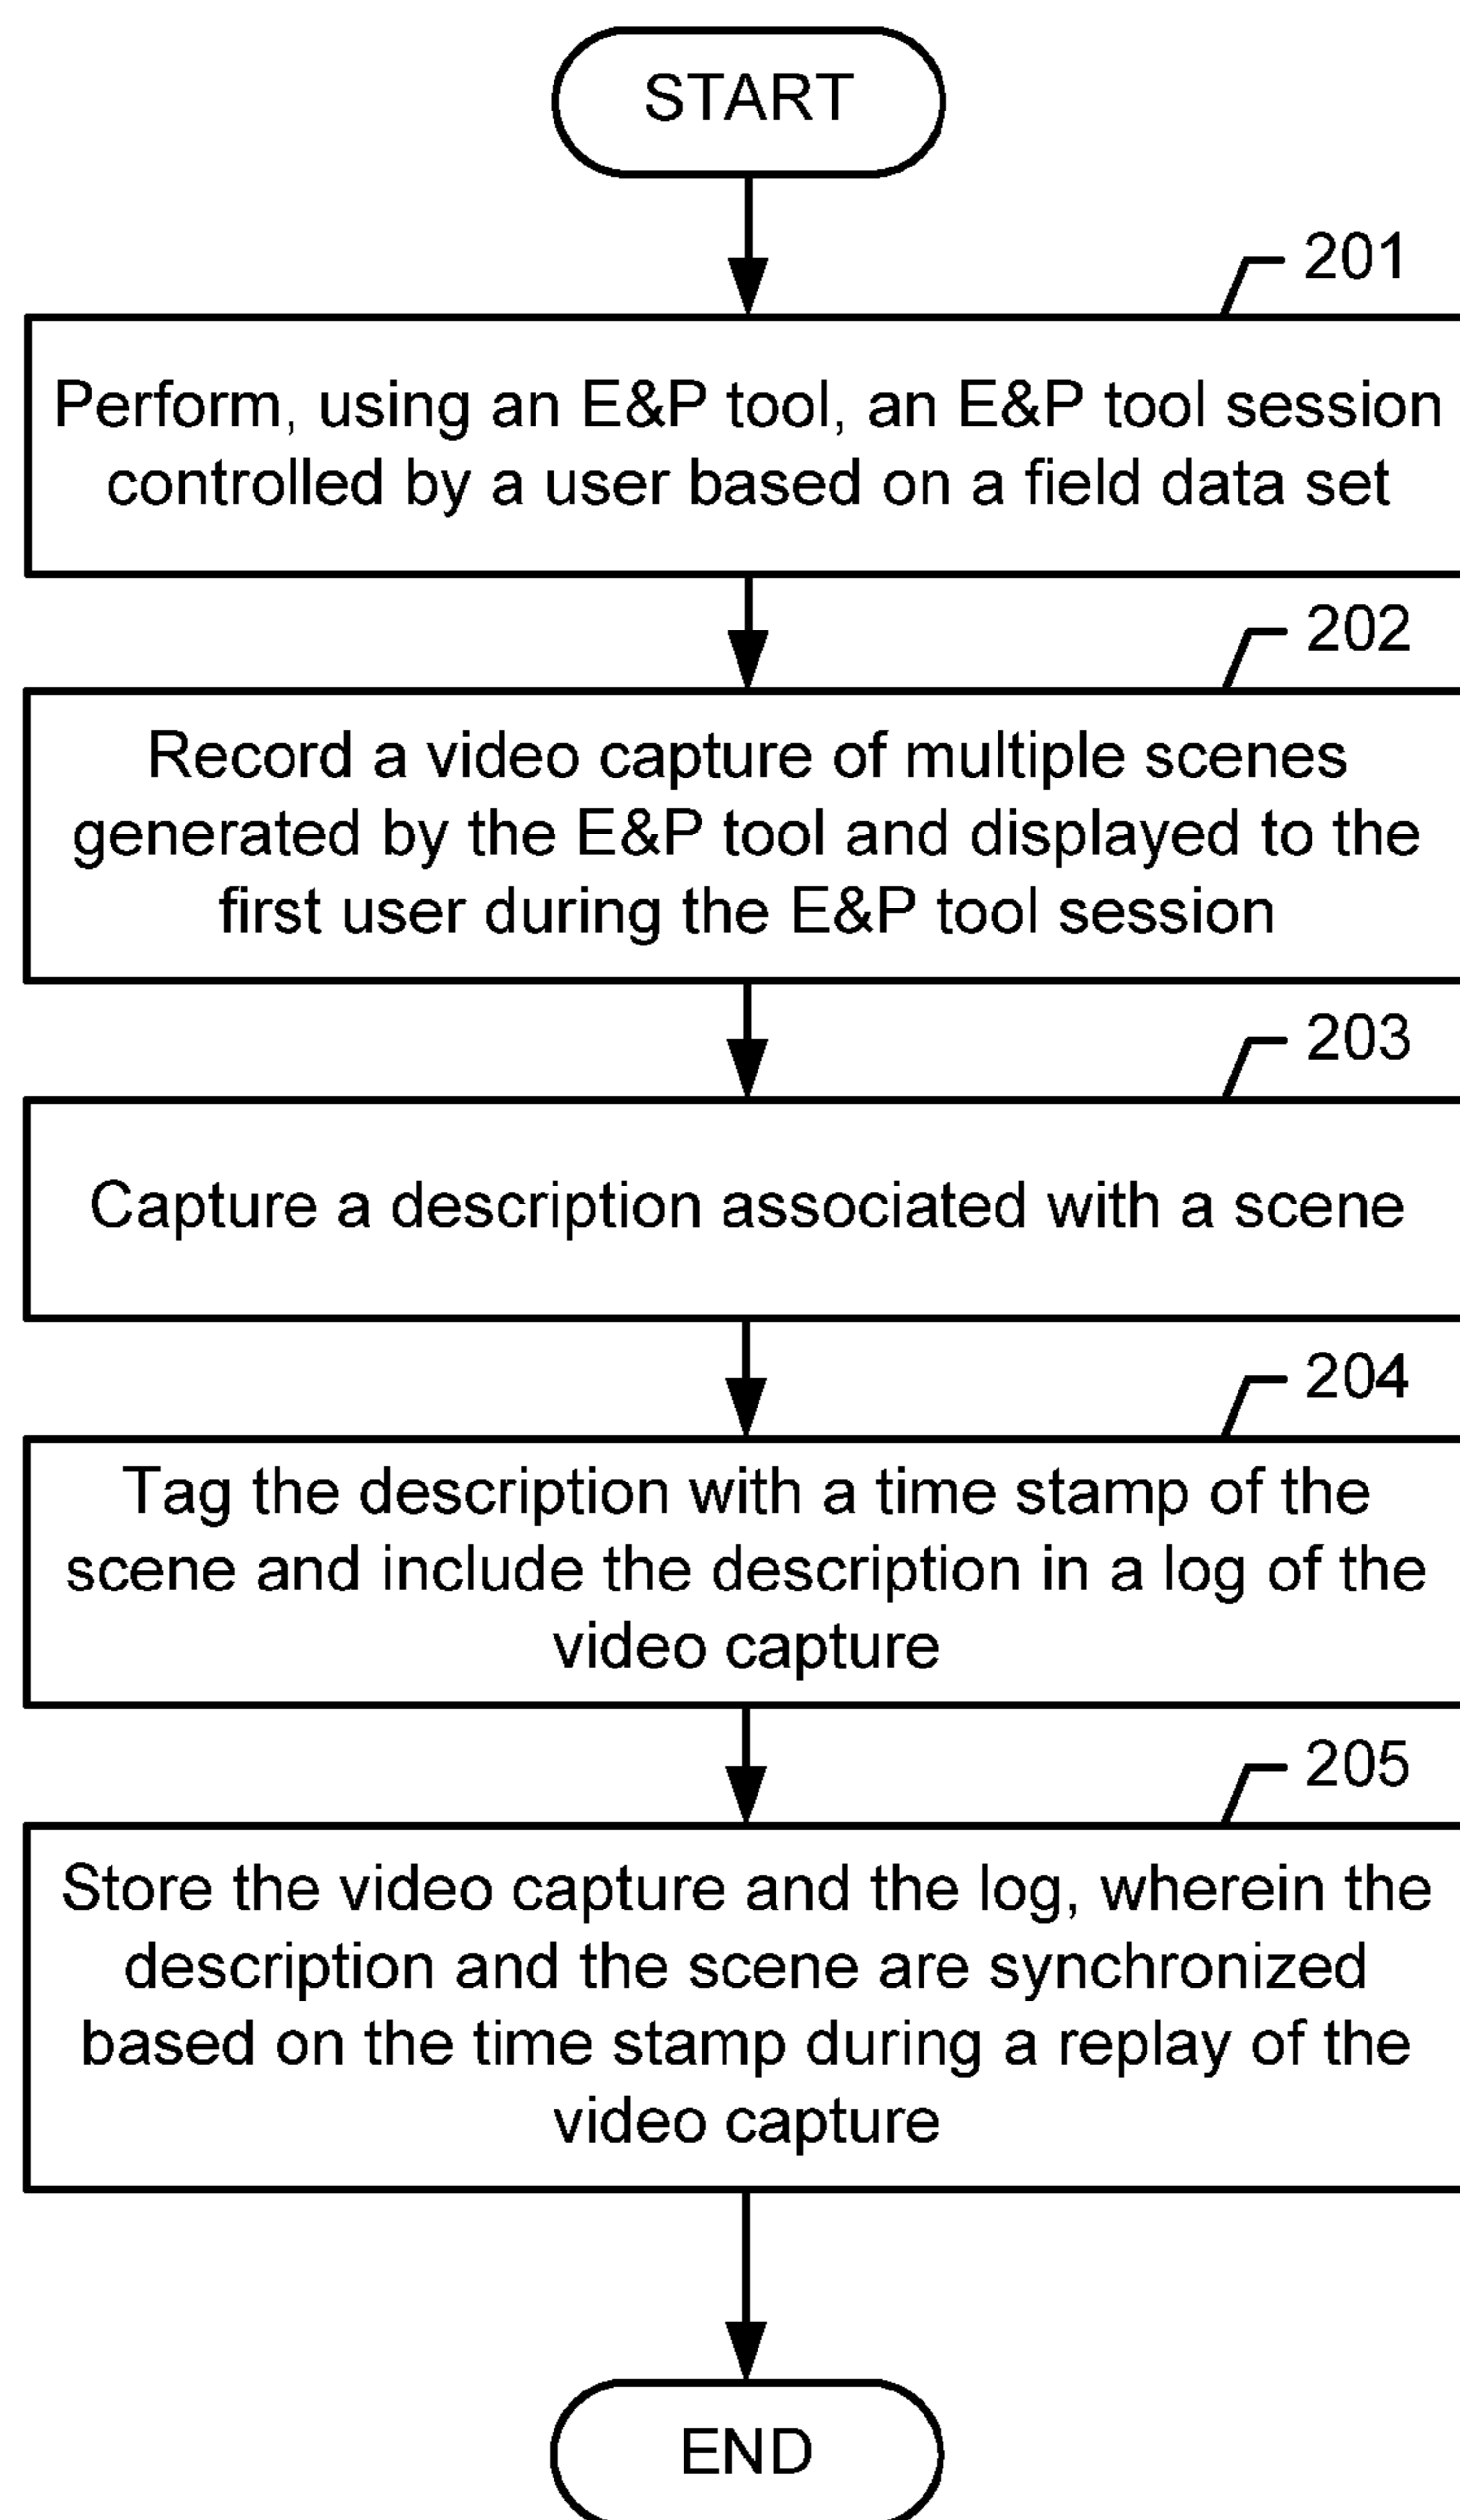 START
201
Perform, using an E&P tool, an E&P tool session
controlled by a user based on a field data set
202
Record a video capture of multiple scenes
generated by the E&P tool and displayed to the
first user during the E&P tool session
203
Capture a description associated with a scene
204
Tag the description with a time stamp of the
scene and include the description in a log of the
video capture
205
Store the video capture and the log, wherein the
description and the scene are synchronized
based on the time stamp during a replay of the
video capture
END